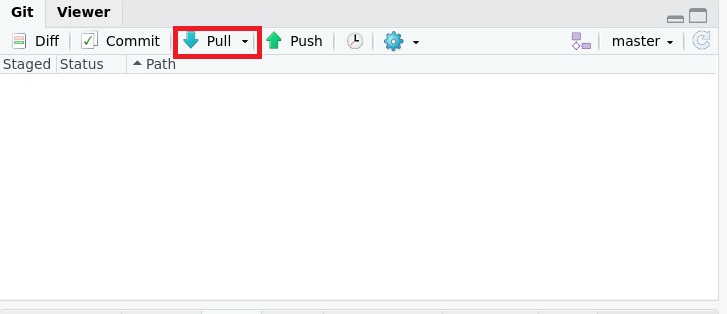 Git Viewer
Diff Commit Pull Push master
Staged Status Path